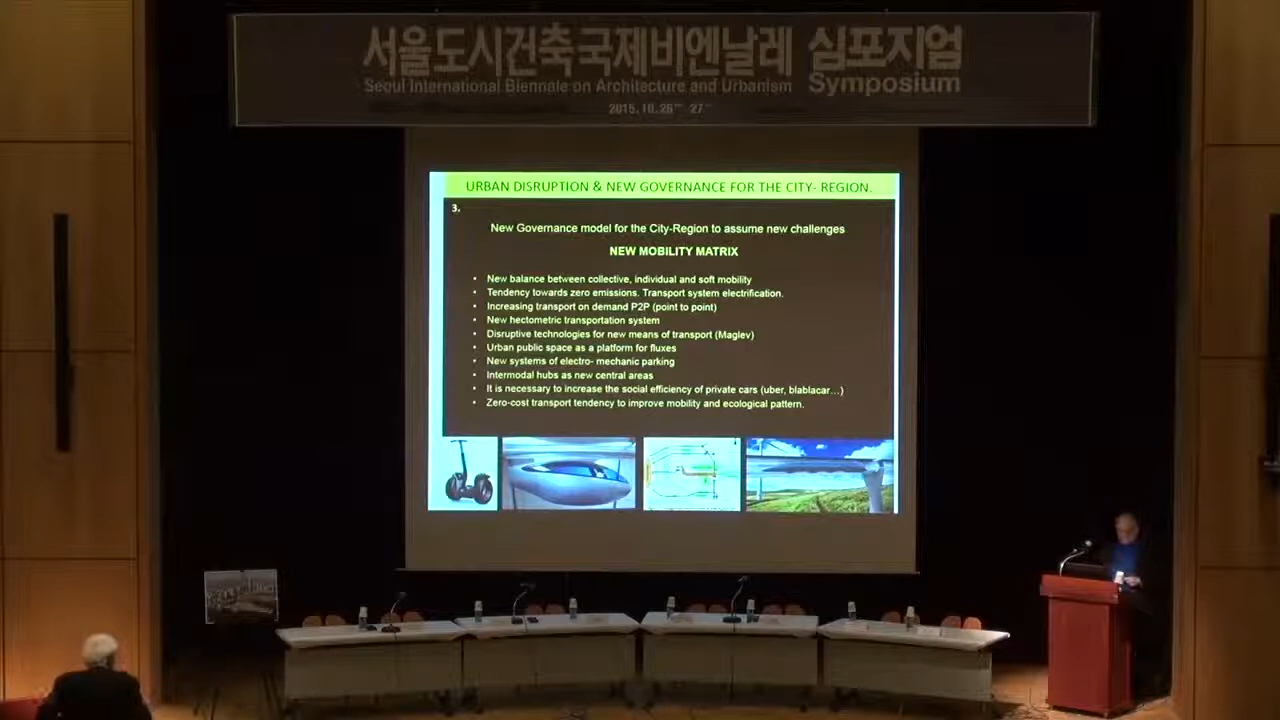 서울도시건축국제비엔날레 심포지엄
Seoul International Biennale on Architecture and Urbanism Symposium
2015.10.26 27
URBAN DISRUPTION & NEW GOVERNANCE FOR THE CITY- REGION.
3.
New Governance model for the City-Region to assume new challenges
NEW MOBILITY MATRIX
• New balance between collective, individual and soft mobility
• Tendency towards zero emissions. Transport system electrification.
• Increasing transport on demand P2P (point to point)
• New hectometric transportation system
• Disruptive technologies for new means of transport (Maglev)
• Urban public space as a platform for fluxes
• New systems of electro- mechanic parking
• Intermodal hubs as new central areas
• It is necessary to increase the social efficiency of private cars (uber, blablacar…)
• Zero-cost transport tendency to improve mobility and ecological pattern.